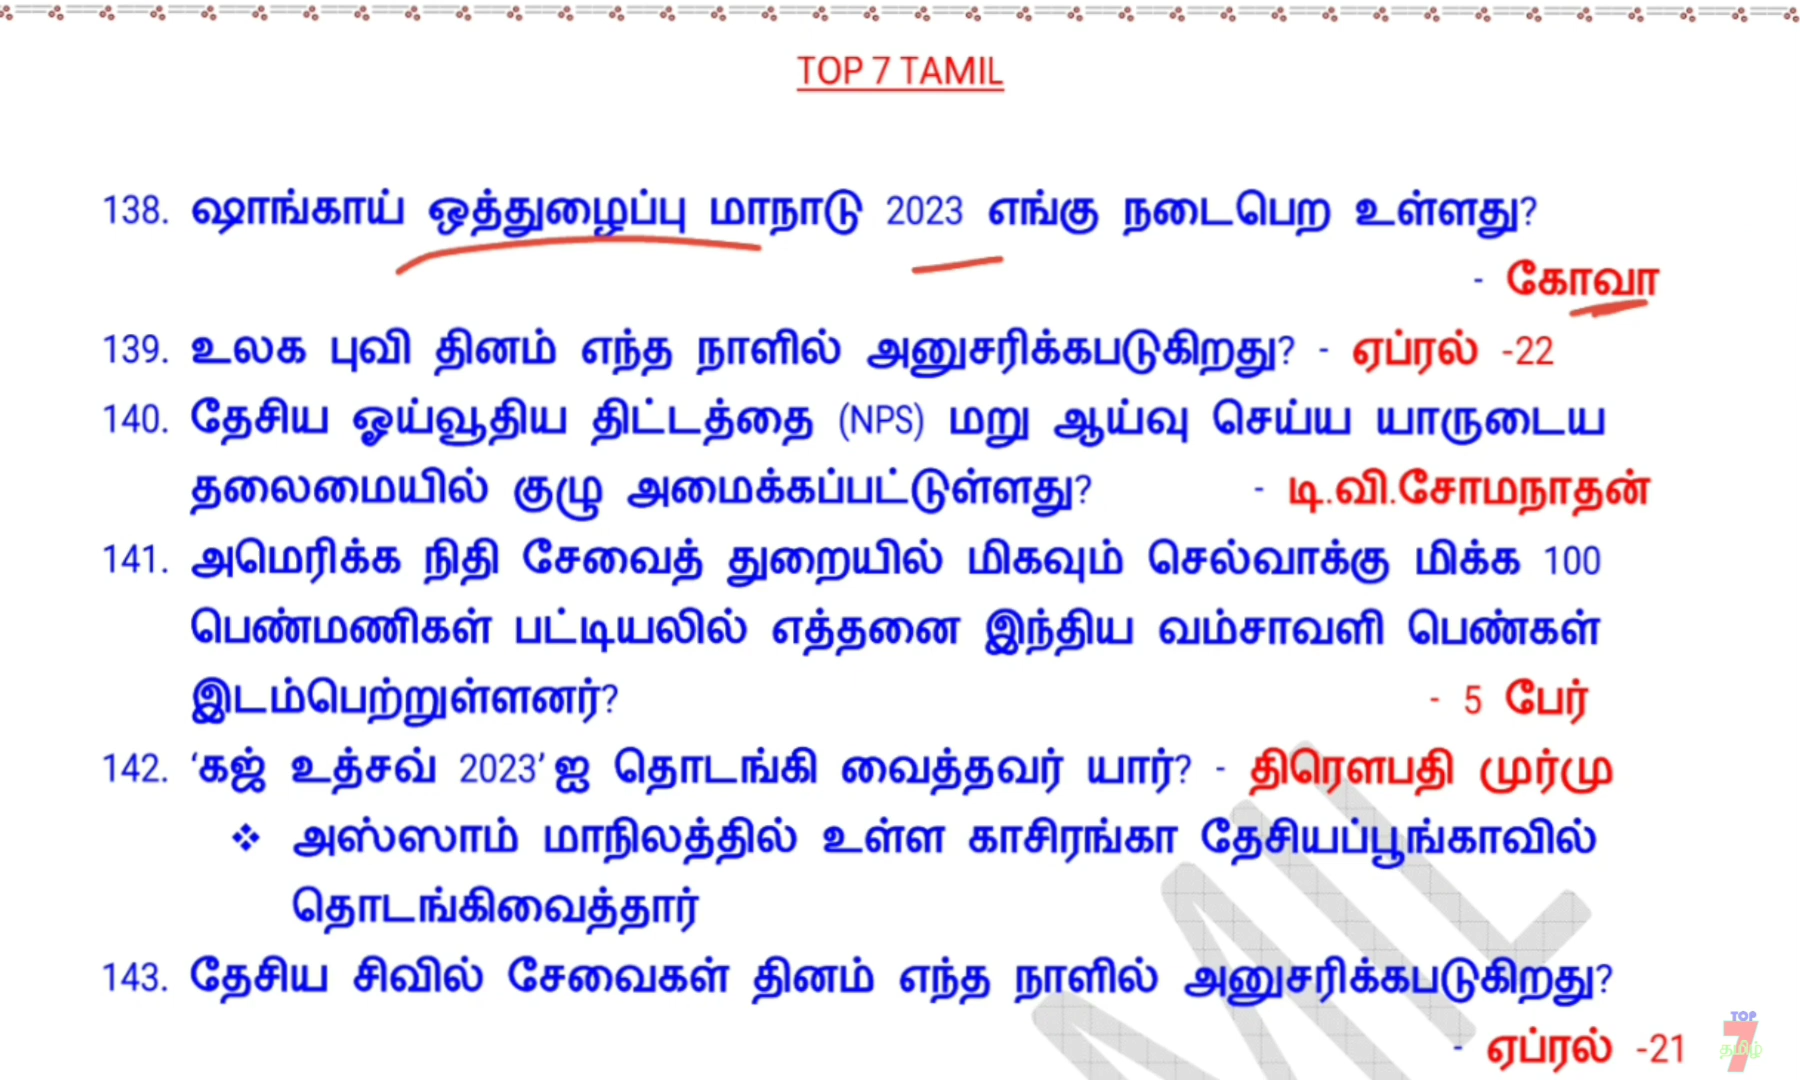 TOP 7 TAMIL
138. ஷாங்காய் ஒத்துழைப்பு மாநாடு 2023 எங்கு நடைபெற உள்ளது?
- கோவா
139. உலக புவி தினம் எந்த நாளில் அனுசரிக்கபடுகிறது? - ஏப்ரல் -22
140. தேசிய ஓய்வூதிய திட்டத்தை (NPS) மறு ஆய்வு செய்ய யாருடைய
தலைமையில் குழு அமைக்கப்பட்டுள்ளது? - டி.வி.சோமநாதன்
141. அமெரிக்க நிதி சேவைத் துறையில் மிகவும் செல்வாக்கு மிக்க 100
பெண்மணிகள் பட்டியலில் எத்தனை இந்திய வம்சாவளி பெண்கள்
இடம்பெற்றுள்ளனர்? - 5 பேர்
142. ‘கஜ் உத்சவ் 2023’ ஐ தொடங்கி வைத்தவர் யார்? - திரௌபதி முர்மு
❖ அஸ்ஸாம் மாநிலத்தில் உள்ள காசிரங்கா தேசியப்பூங்காவில்
தொடங்கிவைத்தார்
143. தேசிய சிவில் சேவைகள் தினம் எந்த நாளில் அனுசரிக்கபடுகிறது?
- ஏப்ரல் -21
TOP
7
தமிழ்